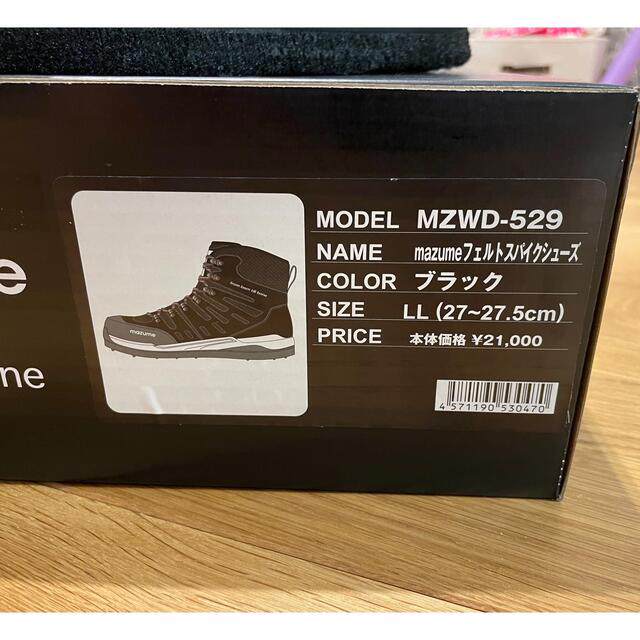 MODEL MZWD-529
NAME mazumeフェルトスパイクシューズ
COLOR ブラック
SIZE LL (27~27.5cm)
PRICE 本体価格 ¥21,000
4 571190 530470
mazume
e
ne